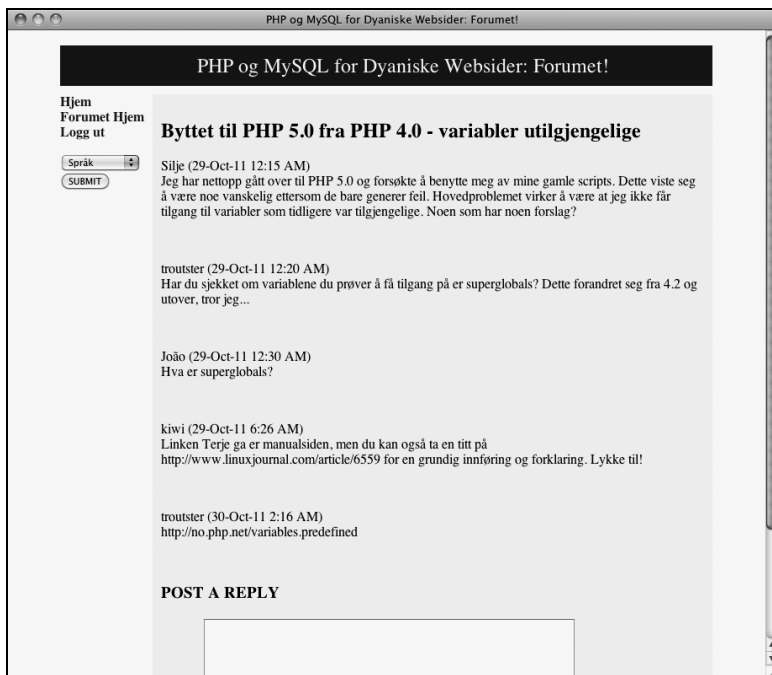 PHP og MySQL for Dyaniske Websider: Forumet!
PHP og MySQL for Dyaniske Websider: Forumet!
Hjem
Forumet Hjem
Logg ut
Språk
SUBMIT
Byttet til PHP 5.0 fra PHP 4.0 - variabler utilgjengelige
Silje (29-Oct-11 12:15 AM)
Jeg har nettopp gått over til PHP 5.0 og forsøkte å benytte meg av mine gamle scripts. Dette viste seg
å være noe vanskelig ettersom de bare generer feil. Hovedproblemet virker å være at jeg ikke får
tilgang til variabler som tidligere var tilgjengelige. Noen som har noen forslag?
troutster (29-Oct-11 12:20 AM)
Har du sjekket om variablene du prøver å få tilgang på er superglobals? Dette forandret seg fra 4.2 og
utover, tror jeg...
João (29-Oct-11 12:30 AM)
Hva er superglobals?
kiwi (29-Oct-11 6:26 AM)
Linken Terje ga er manualsiden, men du kan også ta en titt på
http://www.linuxjournal.com/article/6559 for en grundig innføring og forklaring. Lykke til!
troutster (30-Oct-11 2:16 AM)
http://no.php.net/variables.predefined
POST A REPLY